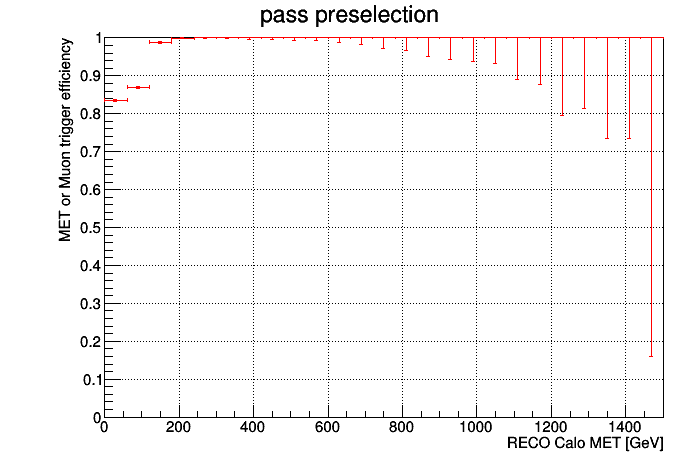 pass preselection
MET or Muon trigger efficiency
1
0.9
0.8
0.7
0.6
0.5
0.4
0.3
0.2
0.1
0
0 200 400 600 800 1000 1200 1400
RECO Calo MET [GeV]